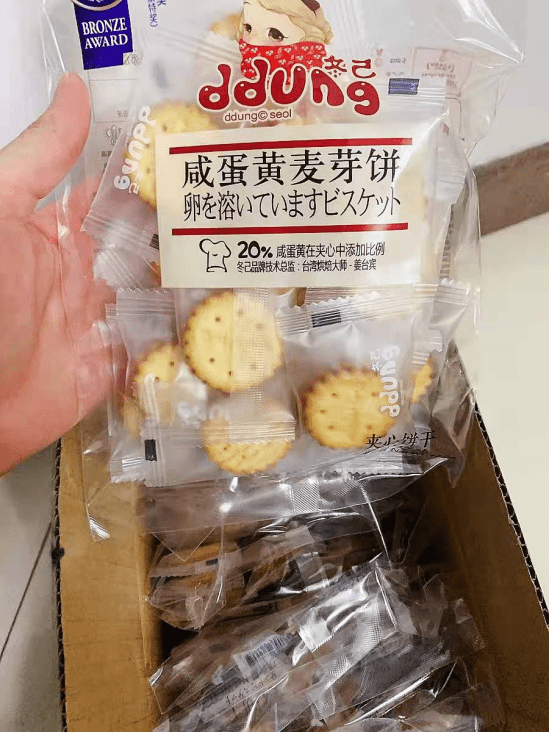 BRONZE
AWARD
冬己
ddung
ddung© seol
咸蛋黄麦芽饼
卵を溶いていますビスケット
20% 咸蛋黄在夹心中添加比例
冬己品牌技术总监：台湾烘焙大师-姜台宾
ddung
ddung
ddung
夹心饼干